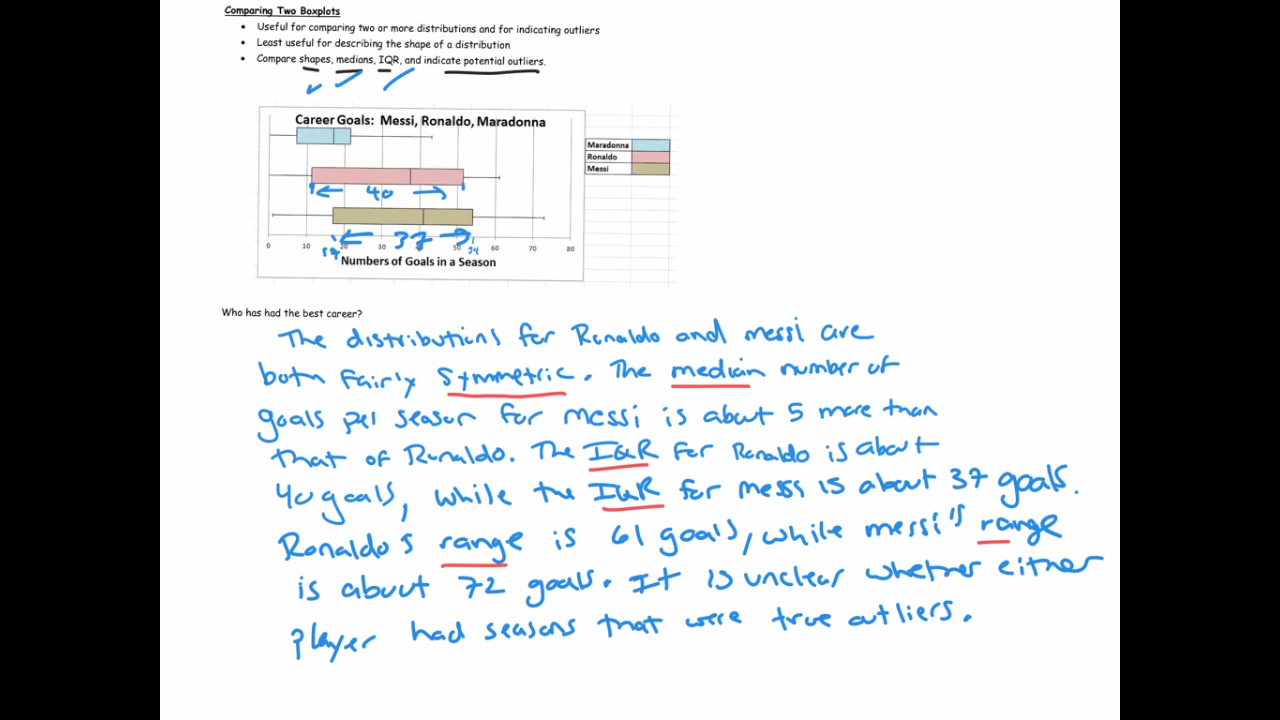 Comparing Two Boxplots
• Useful for comparing two or more distributions and for indicating outliers
• Least useful for describing the shape of a distribution
• Compare shapes, medians, IQR, and indicate potential outliers.
Career Goals: Messi, Ronaldo, Maradonna
Maradonna
Ronaldo
Messi
40
37
17
54
0 10 20 30 40 50 60 70 80
Numbers of Goals in a Season
Who has had the best career?
The distributions for Ronaldo and messi are
both fairly symmetric. The median number of
goals per season for messi is about 5 more than
that of Ronaldo. The IQR for Ronaldo is about
40 goals, while the IQR for messi is about 37 goals.
Ronaldo's range is 61 goals, while messi's range
is about 72 goals. It is unclear whether either
player had seasons that were true outliers.